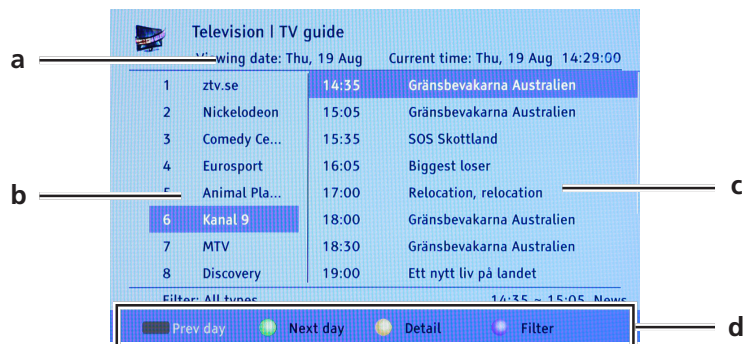 Television | TV guide
a
Viewing date: Thu, 19 Aug Current time: Thu, 19 Aug 14:29:00
1 ztv.se 14:35 Gränsbevakarna Australien
2 Nickelodeon 15:05 Gränsbevakarna Australien
3 Comedy Ce... 15:35 SOS Skottland
4 Eurosport 16:05 Biggest loser
b 5 Animal Pla... 17:00 Relocation, relocation c
6 Kanal 9 18:00 Gränsbevakarna Australien
7 MTV 18:30 Gränsbevakarna Australien
8 Discovery 19:00 Ett nytt liv på landet
Filter: All types 14:35 ~ 15:05 News
Prev day Next day Detail Filter d